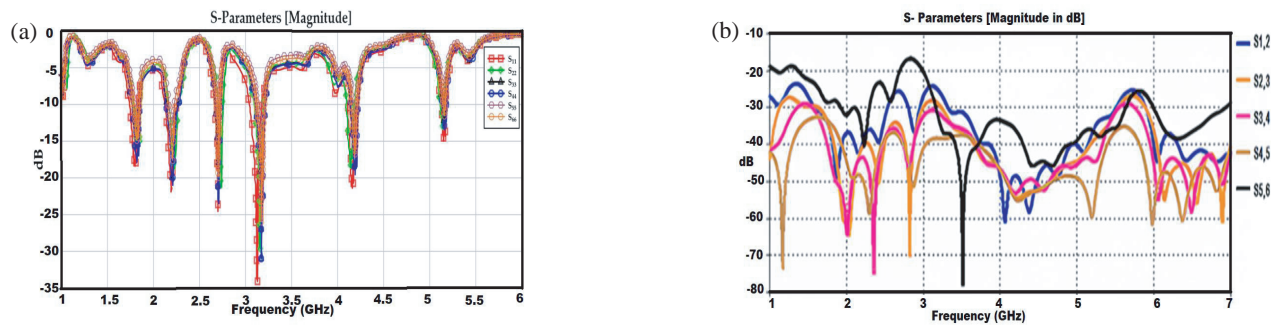 (a)
S-Parameters [Magnitude]
0
-5
-10
-15
-20
-25
-30
-35
dB
S11
S22
S33
S44
S55
S66
1
1.5
2
2.5
3
3.5
4
4.5
5
5.5
6
Frequency (GHz)
(b)
S- Parameters [Magnitude in dB]
-10
-20
-30
-40
dB
-50
-60
-70
-80
S1,2
S2,3
S3,4
S4,5
S5,6
1
2
3
4
5
6
7
Frequency (GHz)